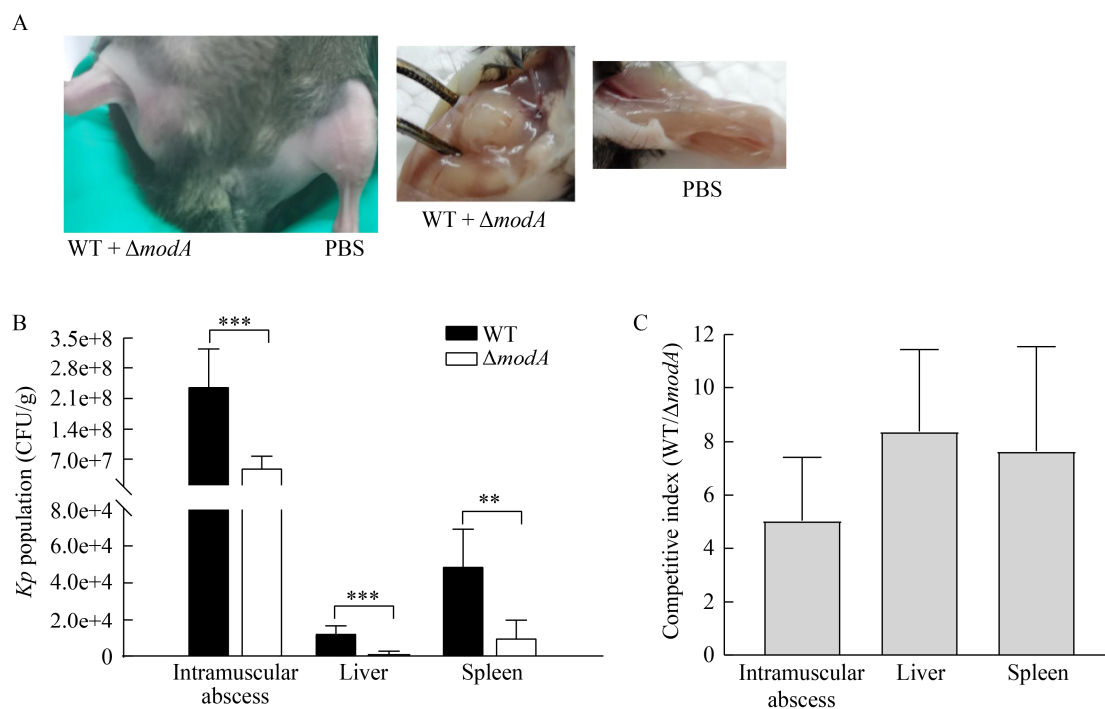 A
WT + ΔmodA
PBS
WT + ΔmodA
PBS
B
Kp population (CFU/g)
3.5e+8
2.8e+8
2.1e+8
1.4e+8
7.0e+7
8.0e+4
6.0e+4
4.0e+4
2.0e+4
0
***
***
**
WT
ΔmodA
Intramuscular
abscess
Liver
Spleen
C
Competitive index (WT/ΔmodA)
12
10
8
6
4
2
0
Intramuscular
abscess
Liver
Spleen